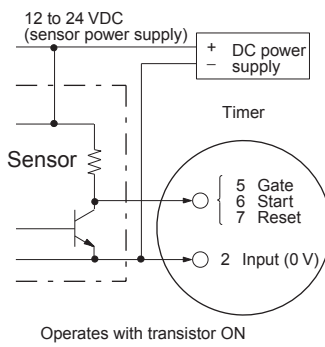 12 to 24 VDC
(sensor power supply)
+ DC power
− supply
Timer
Sensor
5 Gate
6 Start
7 Reset
2 Input (0 V)
Operates with transistor ON